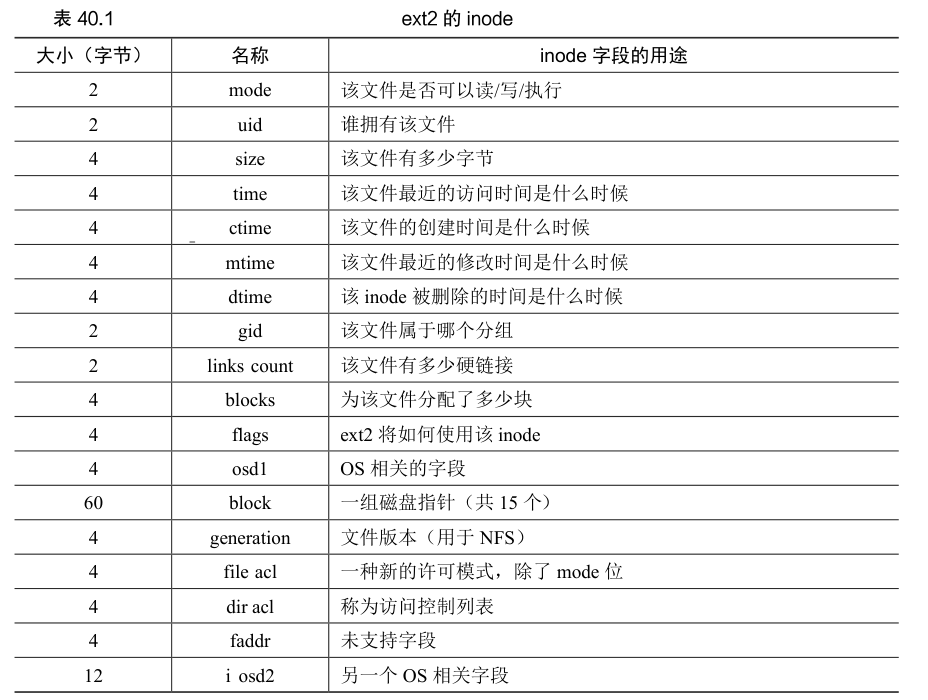 表 40.1 ext2 的 inode
大小（字节） 名称 inode 字段的用途
2 mode 该文件是否可以读/写/执行
2 uid 谁拥有该文件
4 size 该文件有多少字节
4 time 该文件最近的访问时间是什么时候
4 ctime 该文件的创建时间是什么时候
4 mtime 该文件最近的修改时间是什么时候
4 dtime 该 inode 被删除的时间是什么时候
2 gid 该文件属于哪个分组
2 links count 该文件有多少硬链接
4 blocks 为该文件分配了多少块
4 flags ext2 将如何使用该 inode
4 osd1 OS 相关的字段
60 block 一组磁盘指针（共 15 个）
4 generation 文件版本（用于 NFS）
4 file acl 一种新的许可模式，除了 mode 位
4 dir acl 称为访问控制列表
4 faddr 未支持字段
12 i osd2 另一个 OS 相关字段